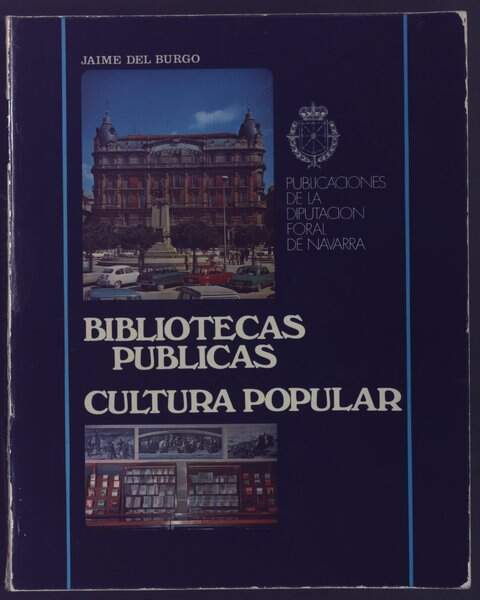 JAIME DEL BURGO
PUBLICACIONES
DE LA
DIPUTACION
FORAL
DE NAVARRA
BIBLIOTECAS
PUBLICAS
CULTURA POPULAR